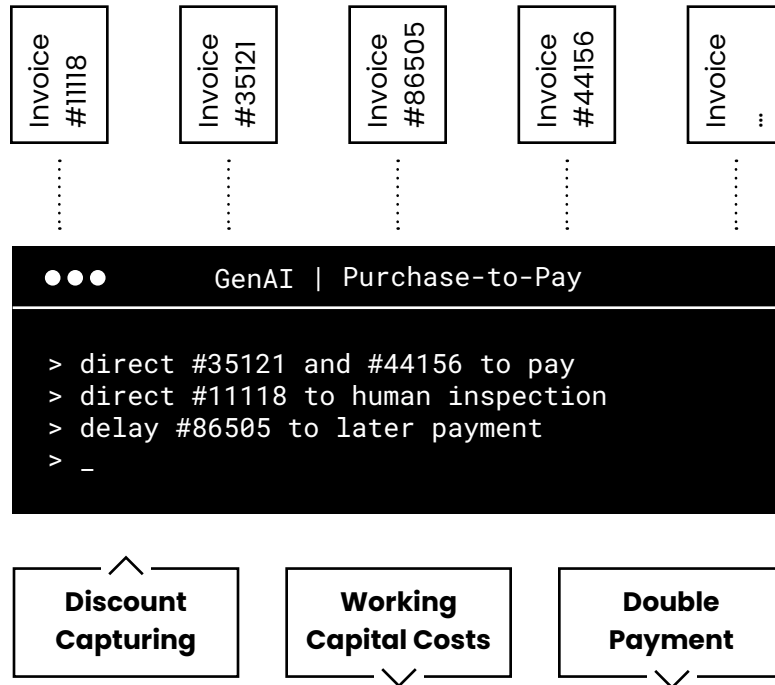 Invoice
#11118
Invoice
#35121
Invoice
#86505
Invoice
#44156
Invoice
...
GenAI | Purchase-to-Pay
> direct #35121 and #44156 to pay
> direct #11118 to human inspection
> delay #86505 to later payment
> _
Discount
Capturing
Working
Capital Costs
Double
Payment